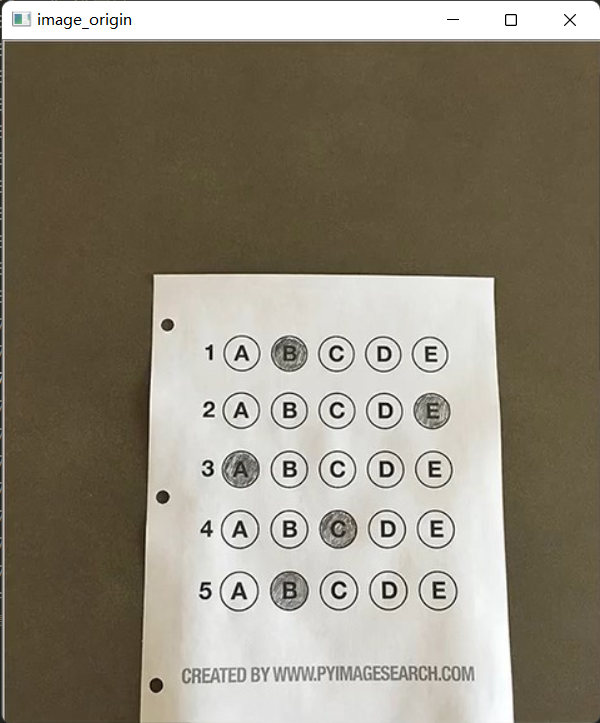 image_origin
1 A B C D E
2 A B C D E
3 A B C D E
4 A B C D E
5 A B C D E
CREATED BY WWW.PYIMAGESEARCH.COM